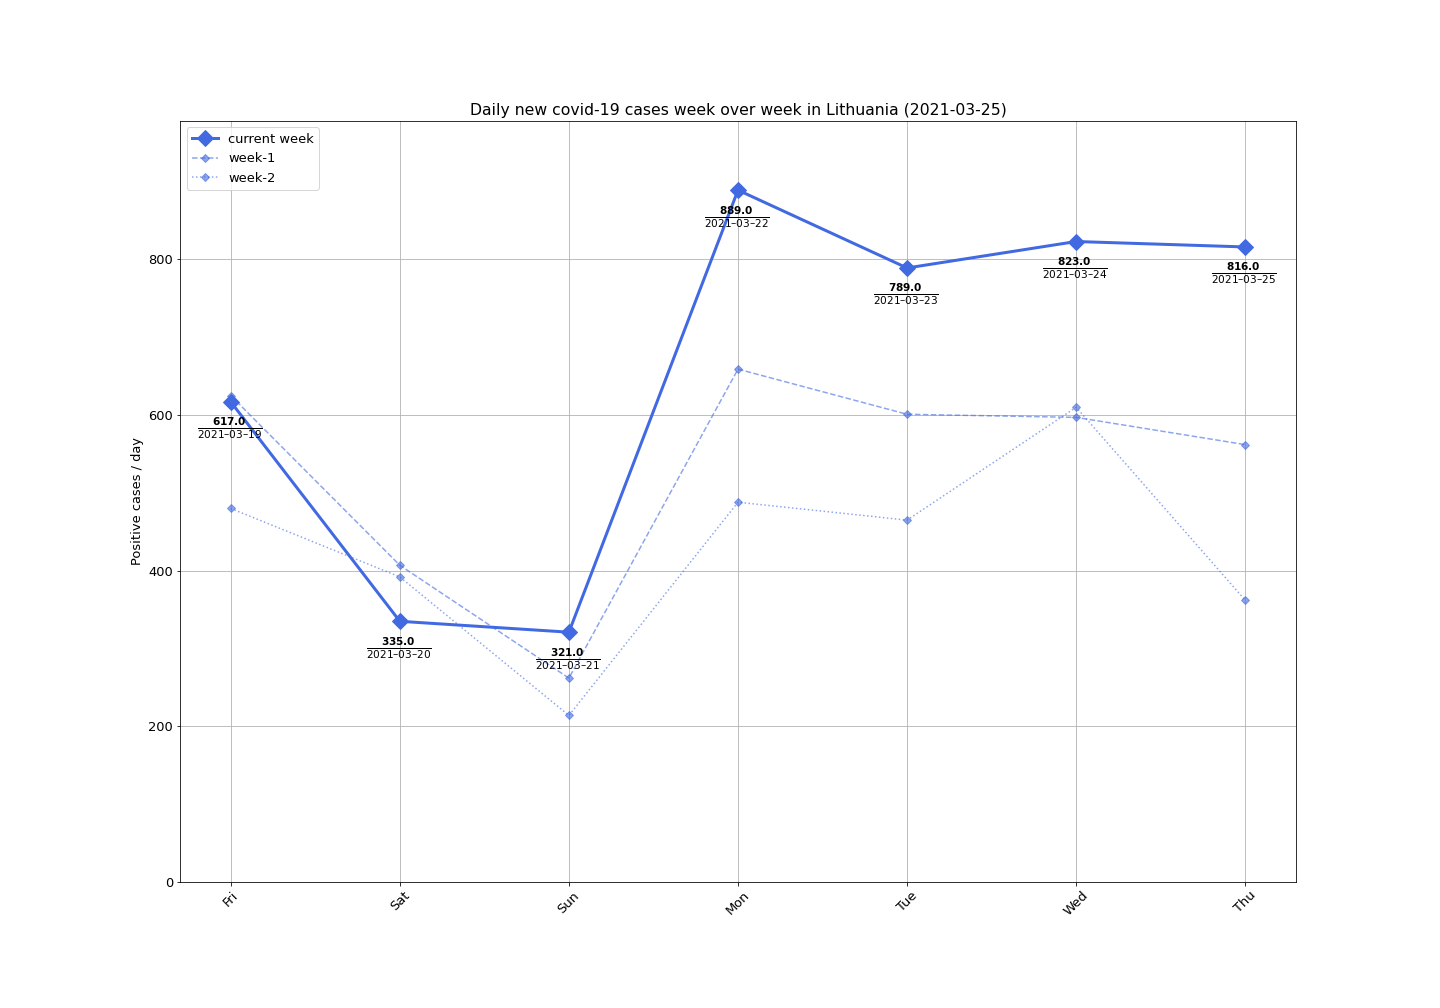 Daily new covid-19 cases week over week in Lithuania (2021-03-25)
current week
week-1
week-2
Positive cases / day
800
600
400
200
0
617.0
2021-03-19
335.0
2021-03-20
321.0
2021-03-21
889.0
2021-03-22
789.0
2021-03-23
823.0
2021-03-24
816.0
2021-03-25
Fri
Sat
Sun
Mon
Tue
Wed
Thu